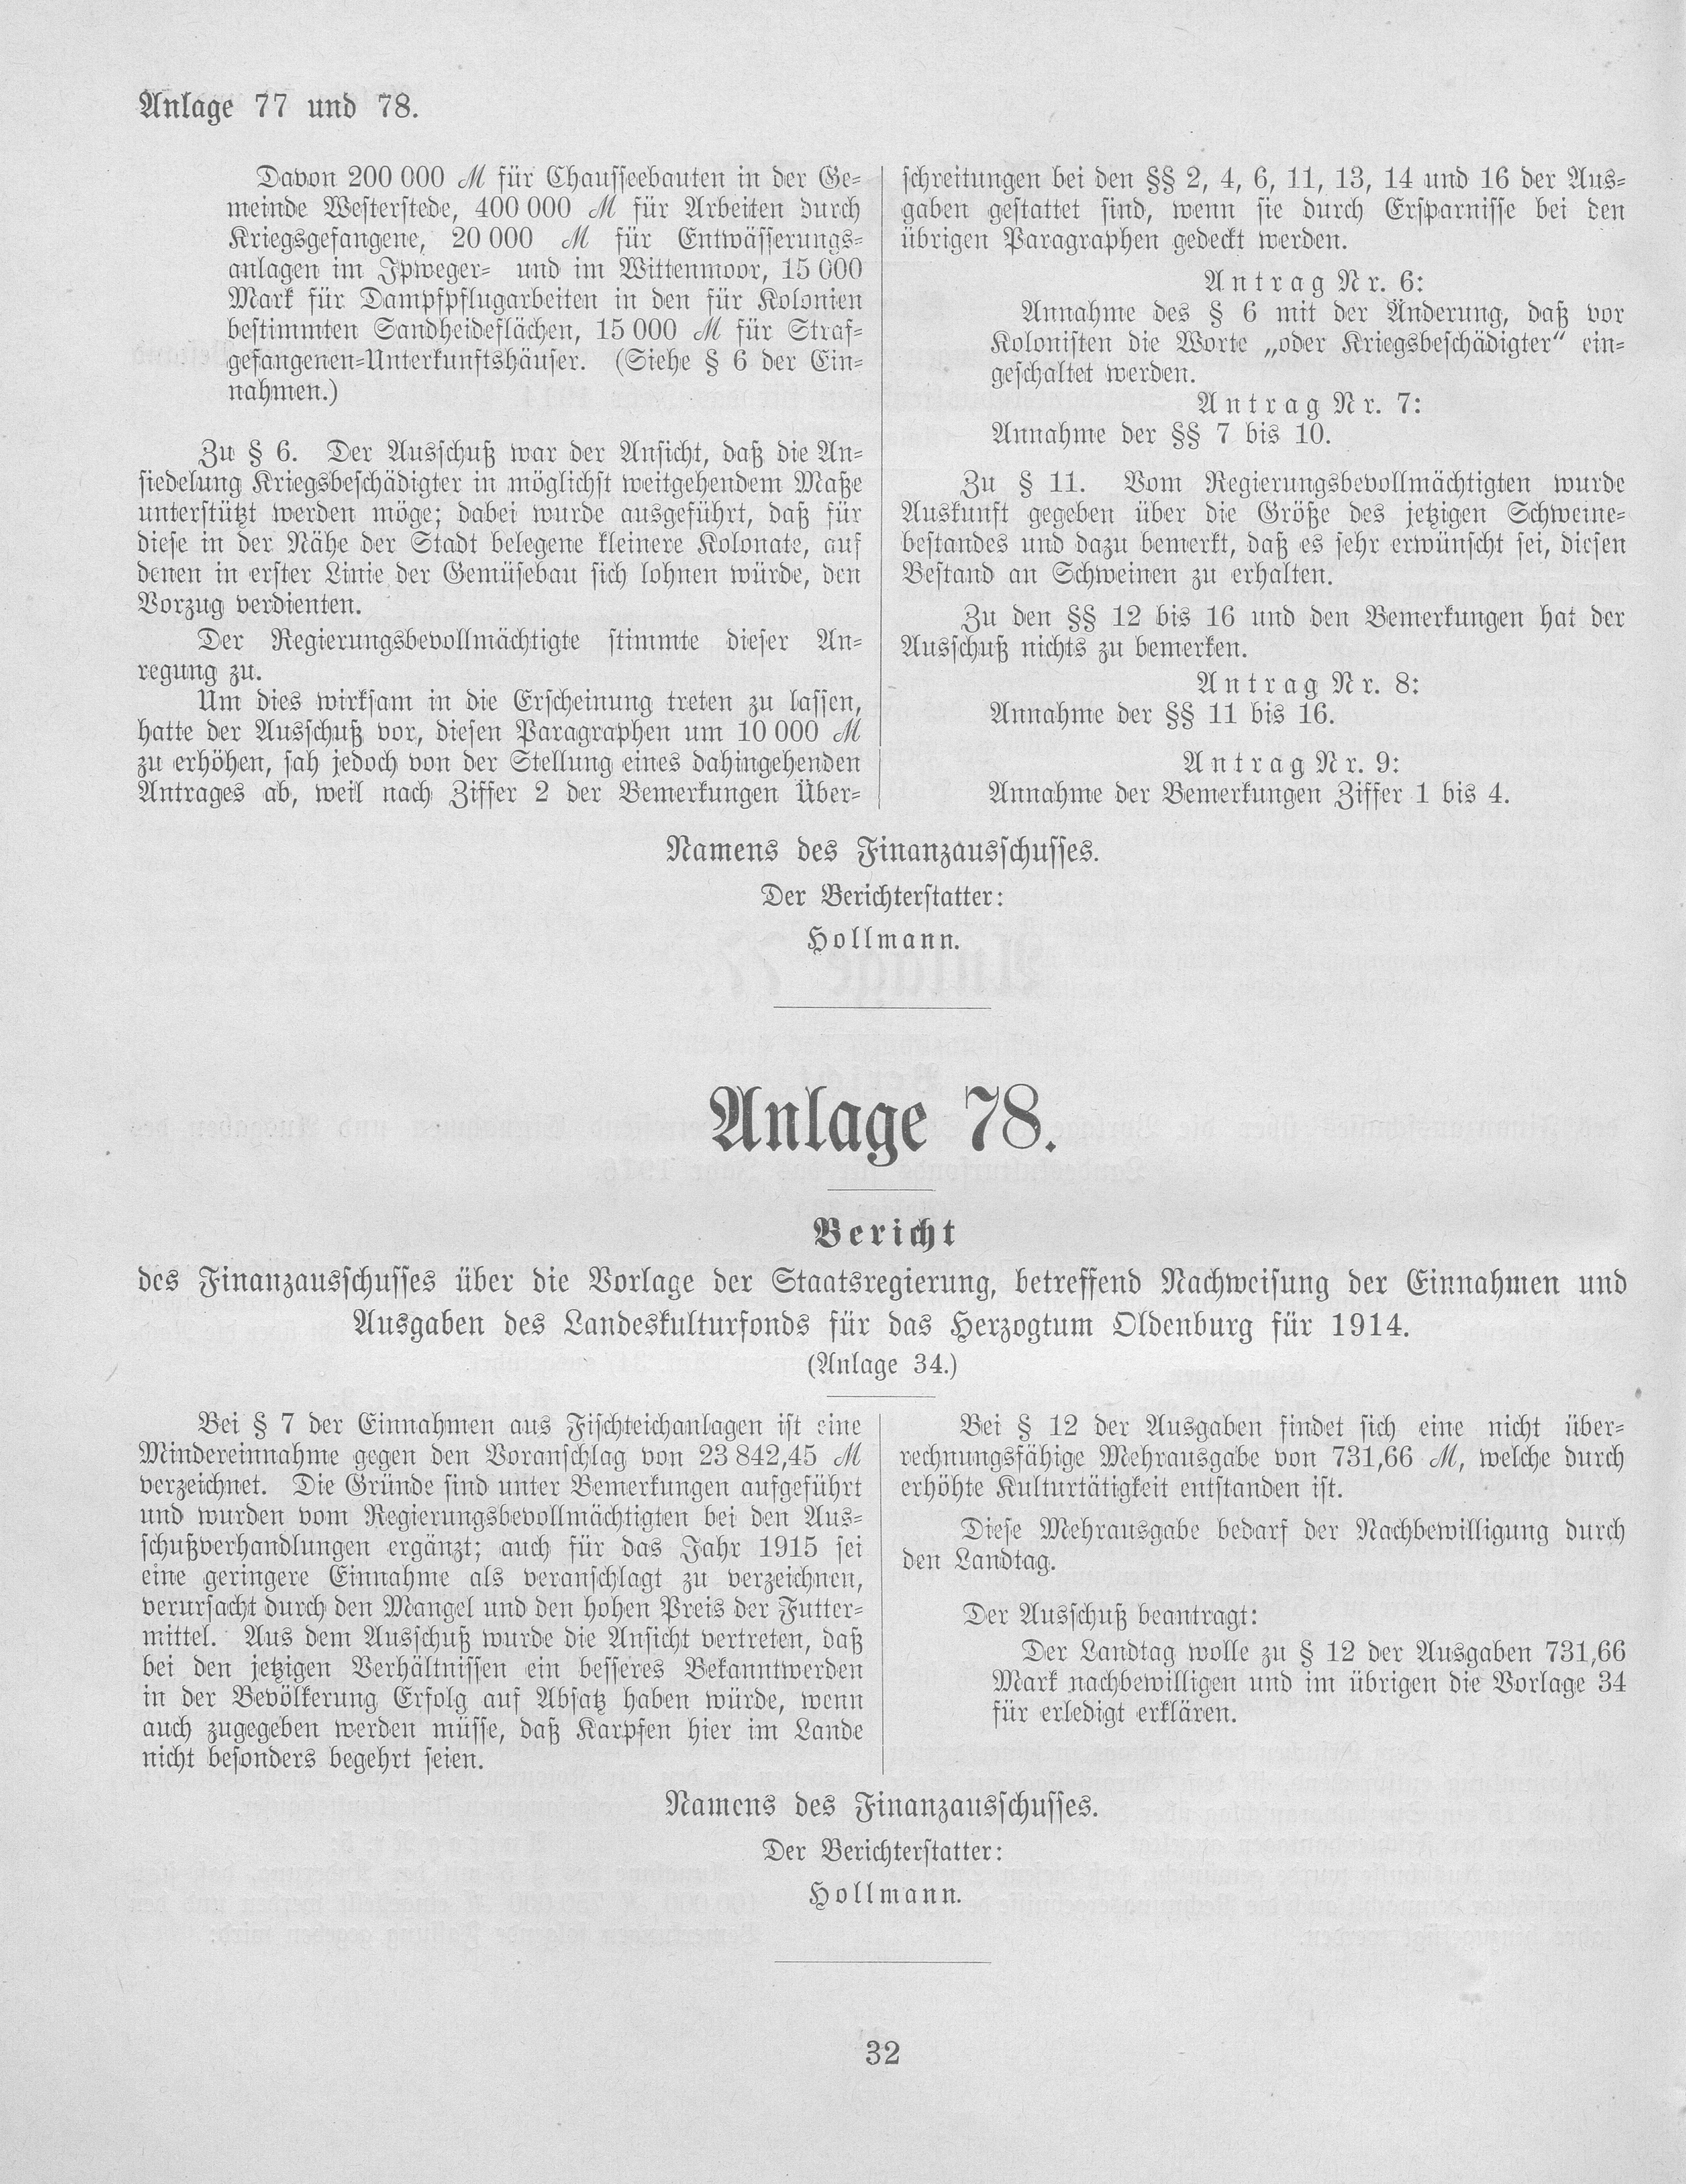 Anlage 77 und 78.
Davon 200 000 ℳ für Chausseebauten in der Ge-
meinde Westerstede, 400 000 ℳ für Arbeiten durch
Kriegsgefangene, 20 000 ℳ für Entwässerungs-
anlagen im Ipweger- und im Wittenmoor, 15 000
Mark für Dampfpflugarbeiten in den für Kolonien
bestimmten Sandheideflächen, 15 000 ℳ für Straf-
gefangenen-Unterkunftshäuser. (Siehe § 6 der Ein-
nahmen.)
Zu § 6. Der Ausschuß war der Ansicht, daß die An-
siedelung Kriegsbeschädigter in möglichst weitgehendem Maße
unterstützt werden möge; dabei wurde ausgeführt, daß für
diese in der Nähe der Stadt belegene kleinere Kolonate, auf
denen in erster Linie der Gemüsebau sich lohnen würde, den
Vorzug verdienten.
Der Regierungsbevollmächtigte stimmte dieser An-
regung zu.
Um dies wirksam in die Erscheinung treten zu lassen,
hatte der Ausschuß vor, diesen Paragraphen um 10 000 ℳ
zu erhöhen, sah jedoch von der Stellung eines dahingehenden
Antrages ab, weil nach Ziffer 2 der Bemerkungen Über-
schreitungen bei den §§ 2, 4, 6, 11, 13, 14 und 16 der Aus-
gaben gestattet sind, wenn sie durch Ersparnisse bei den
übrigen Paragraphen gedeckt werden.
Antrag Nr. 6:
Annahme des § 6 mit der Änderung, daß vor
Kolonisten die Worte „oder Kriegsbeschädigter“ ein-
geschaltet werden.
Antrag Nr. 7:
Annahme der §§ 7 bis 10.
Zu § 11. Vom Regierungsbevollmächtigten wurde
Auskunft gegeben über die Größe des jetzigen Schweine-
bestandes und dazu bemerkt, daß es sehr erwünscht sei, diesen
Bestand an Schweinen zu erhalten.
Zu den §§ 12 bis 16 und den Bemerkungen hat der
Ausschuß nichts zu bemerken.
Antrag Nr. 8:
Annahme der §§ 11 bis 16.
Antrag Nr. 9:
Annahme der Bemerkungen Ziffer 1 bis 4.
Namens des Finanzausschusses.
Der Berichterstatter:
Hollmann.
Anlage 78.
Bericht
des Finanzausschusses über die Vorlage der Staatsregierung, betreffend Nachweisung der Einnahmen und
Ausgaben des Landeskulturfonds für das Herzogtum Oldenburg für 1914.
(Anlage 34.)
Bei § 7 der Einnahmen aus Fischteichanlagen ist eine
Mindereinnahme gegen den Voranschlag von 23 842,45 ℳ
verzeichnet. Die Gründe sind unter Bemerkungen aufgeführt
und wurden vom Regierungsbevollmächtigten bei den Aus-
schußverhandlungen ergänzt; auch für das Jahr 1915 sei
eine geringere Einnahme als veranschlagt zu verzeichnen,
verursacht durch den Mangel und den hohen Preis der Futter-
mittel. Aus dem Ausschuß wurde die Ansicht vertreten, daß
bei den jetzigen Verhältnissen ein besseres Bekanntwerden
in der Bevölkerung Erfolg auf Absatz haben würde, wenn
auch zugegeben werden müsse, daß Karpfen hier im Lande
nicht besonders begehrt seien.
Bei § 12 der Ausgaben findet sich eine nicht über-
rechnungsfähige Mehrausgabe von 731,66 ℳ, welche durch
erhöhte Kulturtätigkeit entstanden ist.
Diese Mehrausgabe bedarf der Nachbewilligung durch
den Landtag.
Der Ausschuß beantragt:
Der Landtag wolle zu § 12 der Ausgaben 731,66
Mark nachbewilligen und im übrigen die Vorlage 34
für erledigt erklären.
Namens des Finanzausschusses.
Der Berichterstatter:
Hollmann.
32